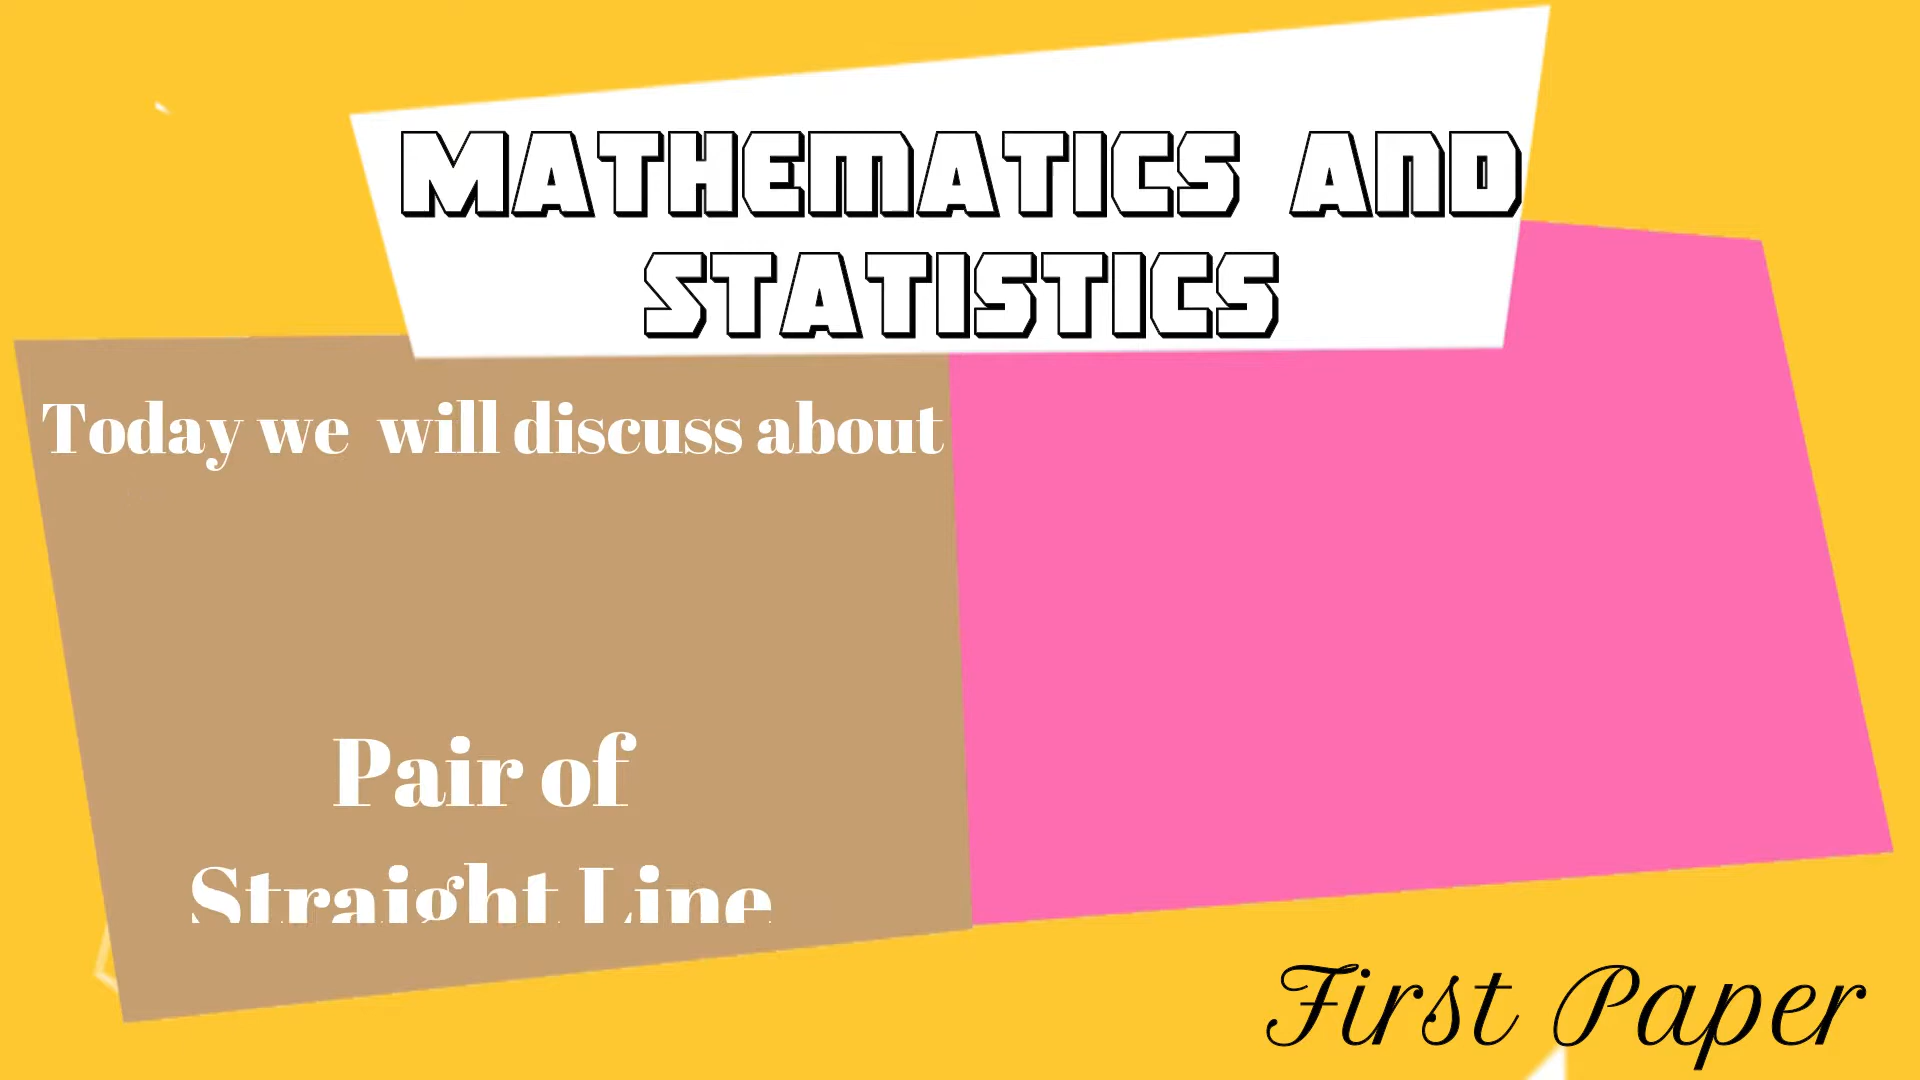 MATHEMATICS AND
STATISTICS
Today we will discuss about
Pair of
Straight Line
First Paper